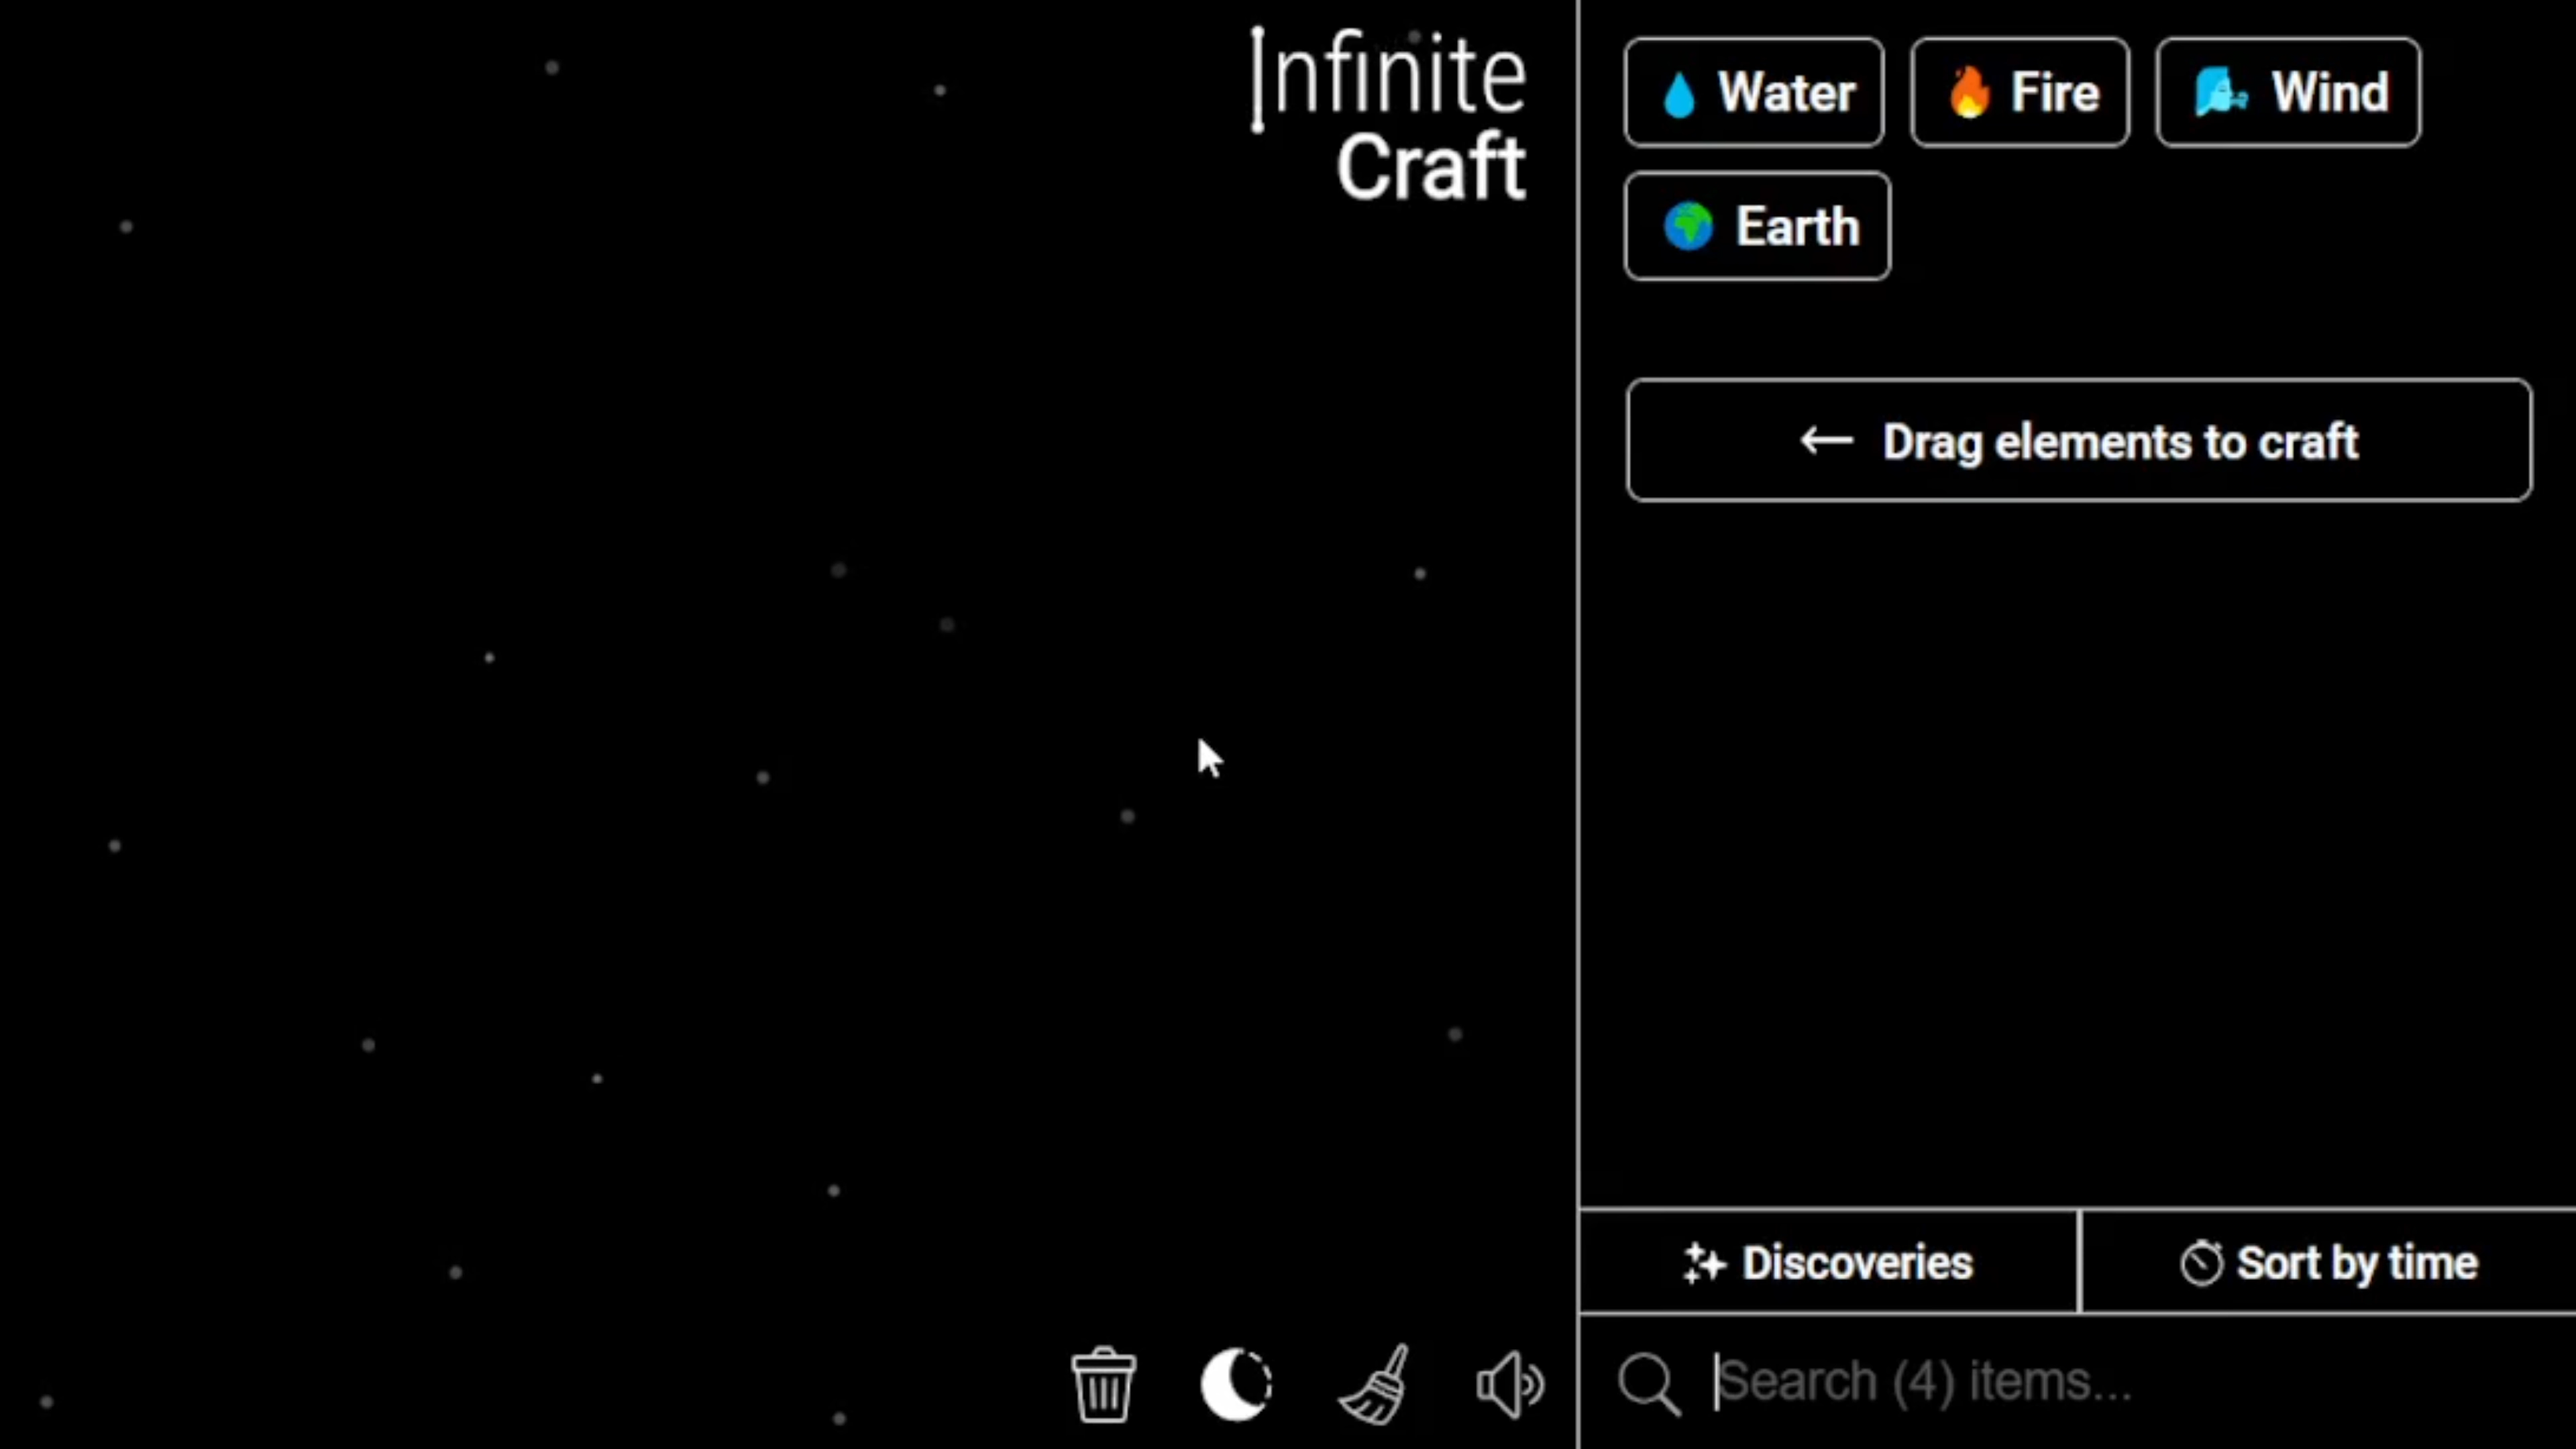 Infinite
Craft
Water
Fire
Wind
Earth
← Drag elements to craft
Discoveries
Sort by time
Search (4) items...